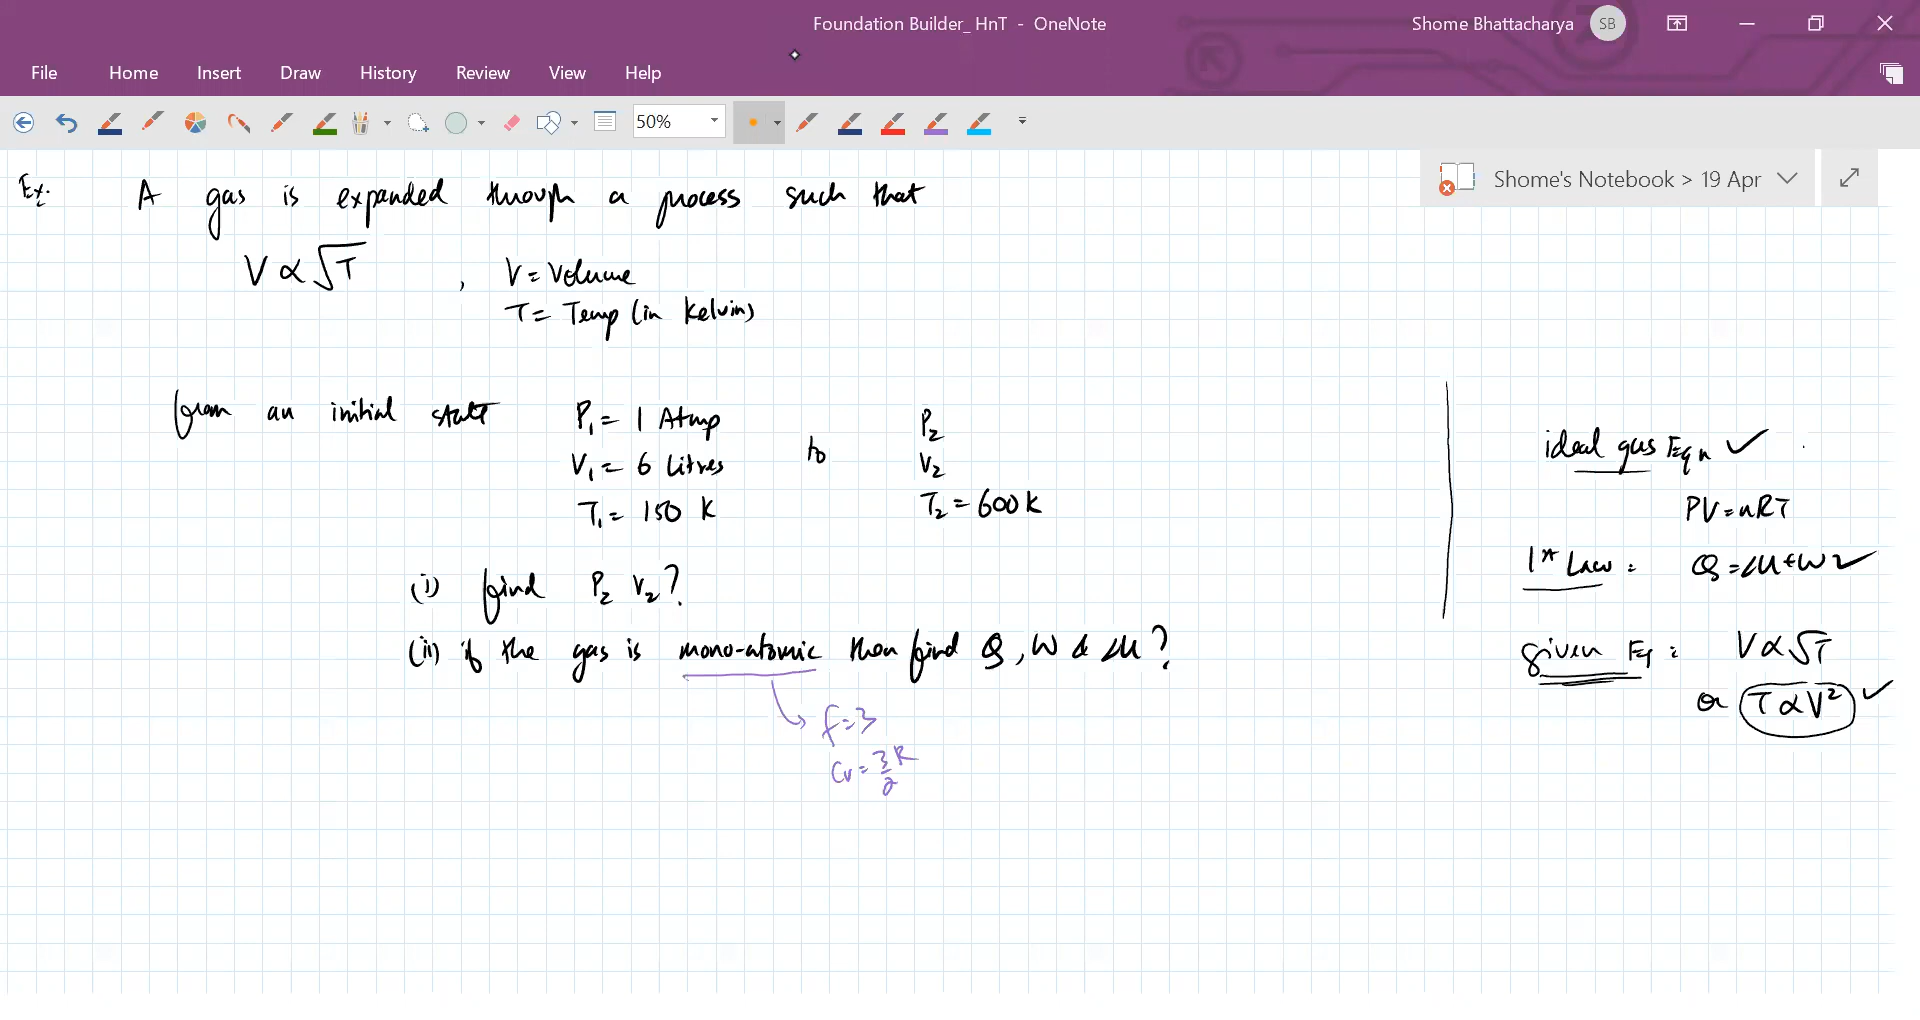 Foundation Builder_ HnT - OneNote
Shome Bhattacharya SB
File Home Insert Draw History Review View Help
50%
Shome's Notebook > 19 Apr
Ex. A gas is expanded through a process such that
V ∝ √T , V = Volume
T = Temp (in Kelvin)
from an initial state P₁ = 1 Atmp to P₂
V₁ = 6 Litres V₂
T₁ = 150 K T₂ = 600 K
(i) find P₂ V₂?
(ii) if the gas is mono-atomic then find Q, W & ΔU?
f = 3
Cv = 3/2 R
ideal gas Eqn ✓
PV = nRT
1st Law : Q = ΔU + W ✓
given Eq : V ∝ √T
or T ∝ V² ✓